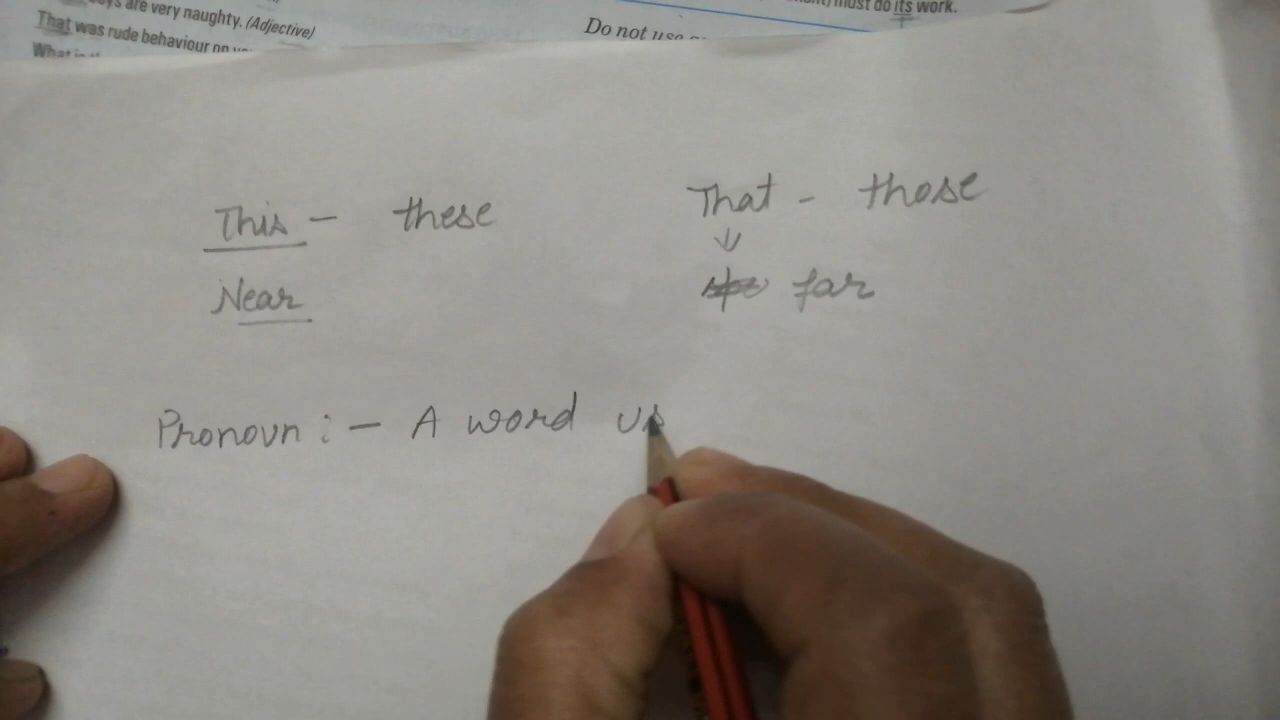 are very naughty. (Adjective)
must do its work.
That was rude behaviour on
Do not use
This - these
That - those
↓
Near
far
Pronoun :- A word us